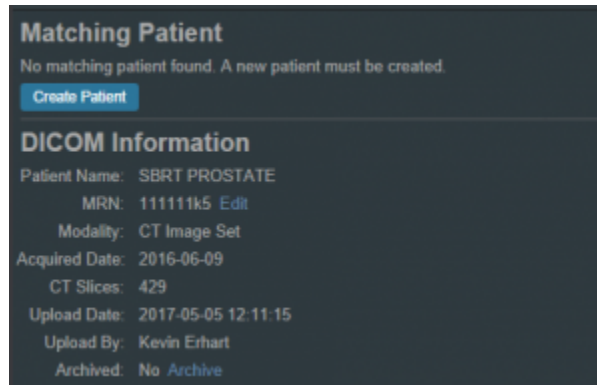 Matching Patient
No matching patient found. A new patient must be created.
Create Patient
DICOM Information
Patient Name: SBRT PROSTATE
MRN: 111111k5 Edit
Modality: CT Image Set
Acquired Date: 2016-06-09
CT Slices: 429
Upload Date: 2017-05-05 12:11:15
Upload By: Kevin Erhart
Archived: No Archive